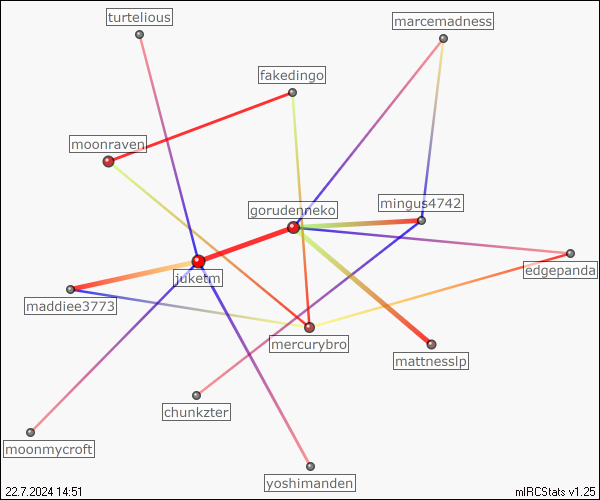 turtelious
marcemadness
fakedingo
moonraven
mingus4742
gorudenneko
edgepanda
juketm
maddiee3773
mercurybro
mattnesslp
chunkzter
moonmycroft
yoshimanden
22.7.2024 14:51
mIRCStats v1.25